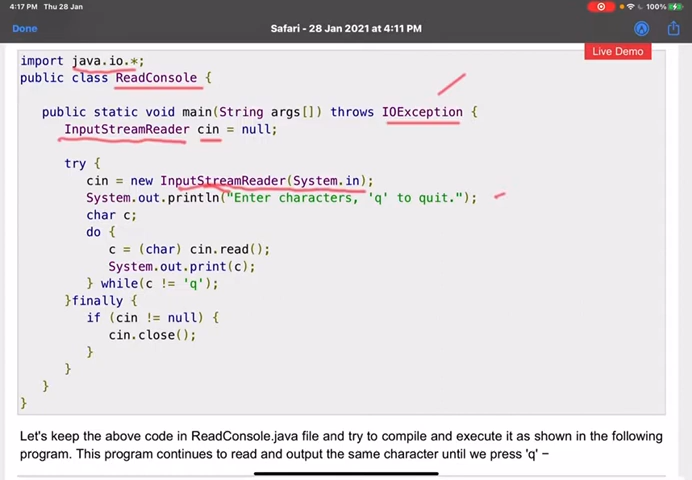 4:17 PM Thu 28 Jan
100%
Done
Safari - 28 Jan 2021 at 4:11 PM
Live Demo
import java.io.*;
public class ReadConsole {
public static void main(String args[]) throws IOException {
InputStreamReader cin = null;
try {
cin = new InputStreamReader(System.in);
System.out.println("Enter characters, 'q' to quit.");
char c;
do {
c = (char) cin.read();
System.out.print(c);
} while(c != 'q');
}finally {
if (cin != null) {
cin.close();
}
}
}
}
Let's keep the above code in ReadConsole.java file and try to compile and execute it as shown in the following
program. This program continues to read and output the same character until we press 'q' −